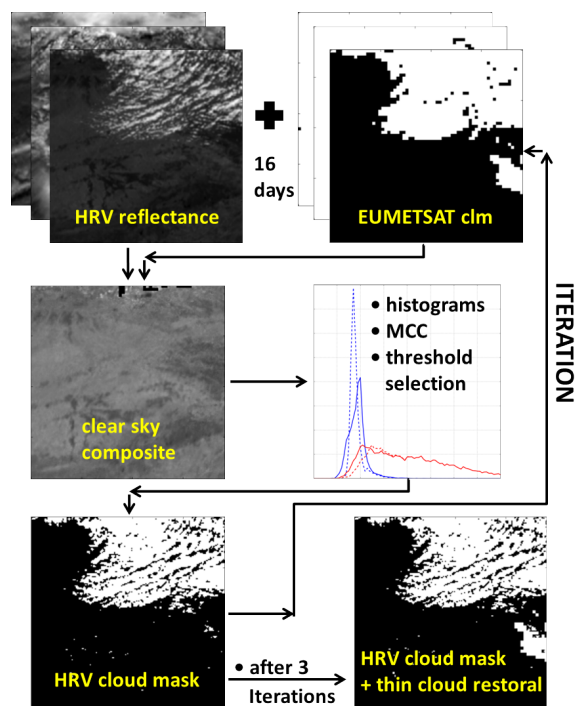 16
days
HRV reflectance
EUMETSAT clm
ITERATION
• histograms
• MCC
• threshold
selection
clear sky
composite
HRV cloud mask
• after 3
Iterations
HRV cloud mask
+ thin cloud restoral